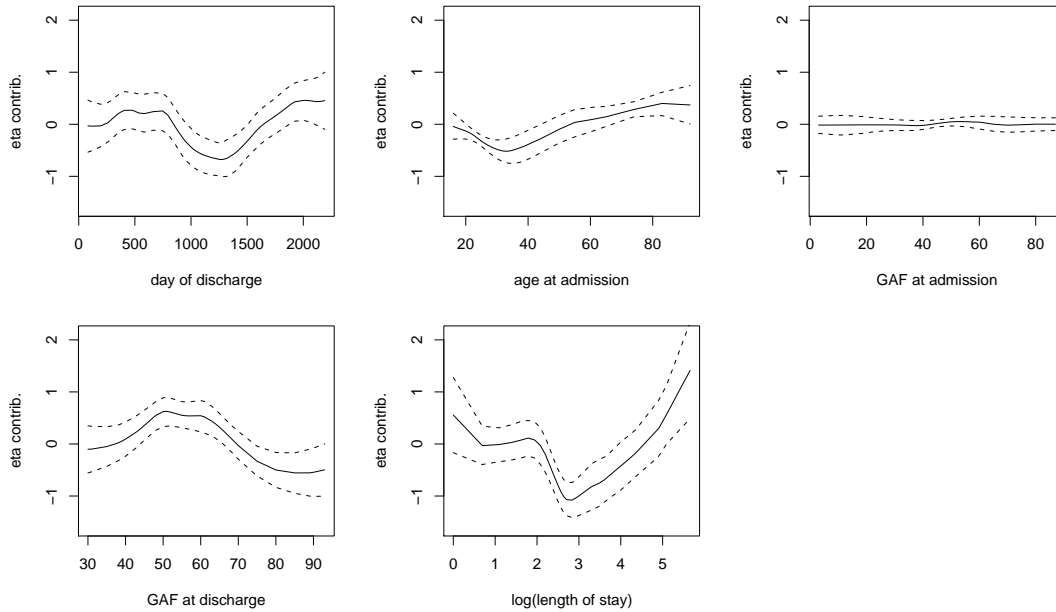 2
1
0
−1
eta contrib.
0 500 1000 1500 2000
day of discharge
2
1
0
−1
eta contrib.
20 40 60 80
age at admission
2
1
0
−1
eta contrib.
0 20 40 60 80
GAF at admission
2
1
0
−1
eta contrib.
30 40 50 60 70 80 90
GAF at discharge
2
1
0
−1
eta contrib.
0 1 2 3 4 5
log(length of stay)